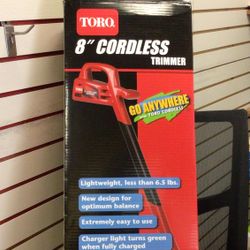 TORO
8" CORDLESS
TRIMMER
GO ANYWHERE
TORO CORDLESS
Lightweight, less than 6.5 lbs.
New design for
optimum balance
Extremely easy to use
Charger light turns green
when fully charged